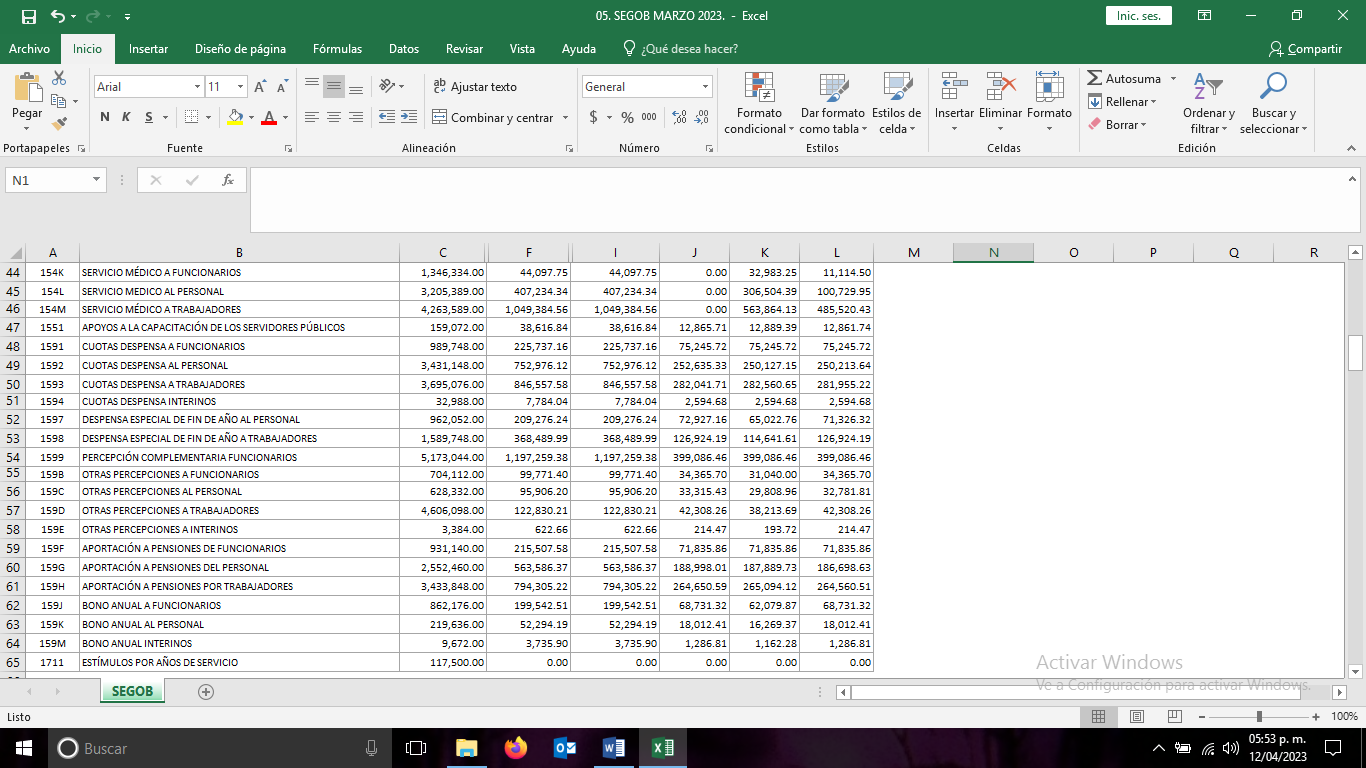 05. SEGOB MARZO 2023. - Excel
Inic. ses.
Archivo Inicio Insertar Diseño de página Fórmulas Datos Revisar Vista Ayuda ¿Qué desea hacer? Compartir
Arial 11 Ajustar texto General Autosuma
Pegar Formato Dar formato Estilos de Insertar Eliminar Formato Rellenar Ordenar y Buscar y
N K S Combinar y centrar $ % 000 condicional como tabla celda Borrar filtrar seleccionar
Portapapeles Fuente Alineación Número Estilos Celdas Edición
N1 fx
A B C F I J K L M N O P Q R
44 154K SERVICIO MÉDICO A FUNCIONARIOS 1,346,334.00 44,097.75 44,097.75 0.00 32,983.25 11,114.50
45 154L SERVICIO MEDICO AL PERSONAL 3,205,389.00 407,234.34 407,234.34 0.00 306,504.39 100,729.95
46 154M SERVICIO MÉDICO A TRABAJADORES 4,263,589.00 1,049,384.56 1,049,384.56 0.00 563,864.13 485,520.43
47 1551 APOYOS A LA CAPACITACIÓN DE LOS SERVIDORES PÚBLICOS 159,072.00 38,616.84 38,616.84 12,865.71 12,889.39 12,861.74
48 1591 CUOTAS DESPENSA A FUNCIONARIOS 989,748.00 225,737.16 225,737.16 75,245.72 75,245.72 75,245.72
49 1592 CUOTAS DESPENSA AL PERSONAL 3,431,148.00 752,976.12 752,976.12 252,635.33 250,127.15 250,213.64
50 1593 CUOTAS DESPENSA A TRABAJADORES 3,695,076.00 846,557.58 846,557.58 282,041.71 282,560.65 281,955.22
51 1594 CUOTAS DESPENSA INTERINOS 32,988.00 7,784.04 7,784.04 2,594.68 2,594.68 2,594.68
52 1597 DESPENSA ESPECIAL DE FIN DE AÑO AL PERSONAL 962,052.00 209,276.24 209,276.24 72,927.16 65,022.76 71,326.32
53 1598 DESPENSA ESPECIAL DE FIN DE AÑO A TRABAJADORES 1,589,748.00 368,489.99 368,489.99 126,924.19 114,641.61 126,924.19
54 1599 PERCEPCIÓN COMPLEMENTARIA FUNCIONARIOS 5,173,044.00 1,197,259.38 1,197,259.38 399,086.46 399,086.46 399,086.46
55 159B OTRAS PERCEPCIONES A FUNCIONARIOS 704,112.00 99,771.40 99,771.40 34,365.70 31,040.00 34,365.70
56 159C OTRAS PERCEPCIONES AL PERSONAL 628,332.00 95,906.20 95,906.20 33,315.43 29,808.96 32,781.81
57 159D OTRAS PERCEPCIONES A TRABAJADORES 4,606,098.00 122,830.21 122,830.21 42,308.26 38,213.69 42,308.26
58 159E OTRAS PERCEPCIONES A INTERINOS 3,384.00 622.66 622.66 214.47 193.72 214.47
59 159F APORTACIÓN A PENSIONES DE FUNCIONARIOS 931,140.00 215,507.58 215,507.58 71,835.86 71,835.86 71,835.86
60 159G APORTACIÓN A PENSIONES DEL PERSONAL 2,552,460.00 563,586.37 563,586.37 188,998.01 187,889.73 186,698.63
61 159H APORTACIÓN A PENSIONES POR TRABAJADORES 3,433,848.00 794,305.22 794,305.22 264,650.59 265,094.12 264,560.51
62 159J BONO ANUAL A FUNCIONARIOS 862,176.00 199,542.51 199,542.51 68,731.32 62,079.87 68,731.32
63 159K BONO ANUAL AL PERSONAL 219,636.00 52,294.19 52,294.19 18,012.41 16,269.37 18,012.41
64 159M BONO ANUAL INTERINOS 9,672.00 3,735.90 3,735.90 1,286.81 1,162.28 1,286.81
65 1711 ESTÍMULOS POR AÑOS DE SERVICIO 117,500.00 0.00 0.00 0.00 0.00 0.00
Activar Windows
Ve a Configuración para activar Windows.
SEGOB
Listo 100%
Buscar
05:53 p. m.
12/04/2023